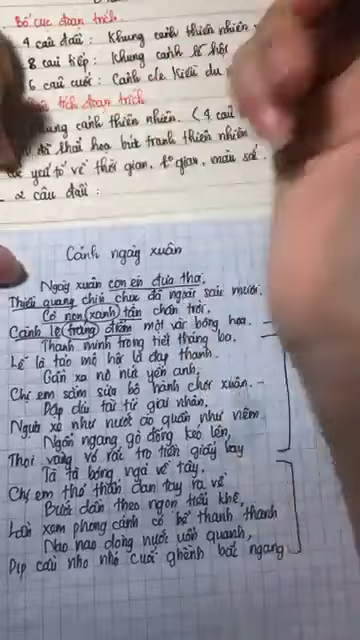 Bố cục đoạn trích.
4 câu đầu: Khung cảnh thiên nhiên
8 câu tiếp: Khung cảnh lễ hội
6 câu cuối: Cảnh c/e Kiều du
tích đoạn trích
cảnh thiên nhiên. (4 câu
đã khái họa bức tranh thiên nhiên
yếu tố về thời gian, k° gian, màu sắc.
2 câu đầu:
Cảnh ngày xuân
Ngày xuân con én đưa thoi,
Thiều quang chín chục đã ngoài sáu mươi.
Cỏ non (xanh) tận chân trời,
Cành lê (trắng) điểm một vài bông hoa.
Thanh minh trong tiết tháng ba,
Lễ là tảo mộ hội là đạp thanh.
Gần xa nô nức yến anh,
Chị em sắm sửa bộ hành chơi xuân...
Dập dìu tài tử giai nhân,
Ngựa xe như nước áo quần như nêm.
Ngổn ngang gò đống kéo lên,
Thoi vàng vó rắc tro tiền giấy bay
Tà tà bóng ngả về tây,
Chị em thơ thẩn dan tay ra về
Bước dần theo ngọn tiểu khê,
Lần xem phong cảnh có bề thanh thanh
Nao nao dòng nước uốn quanh,
Dịp cầu nho nhỏ cuối ghềnh bắc ngang